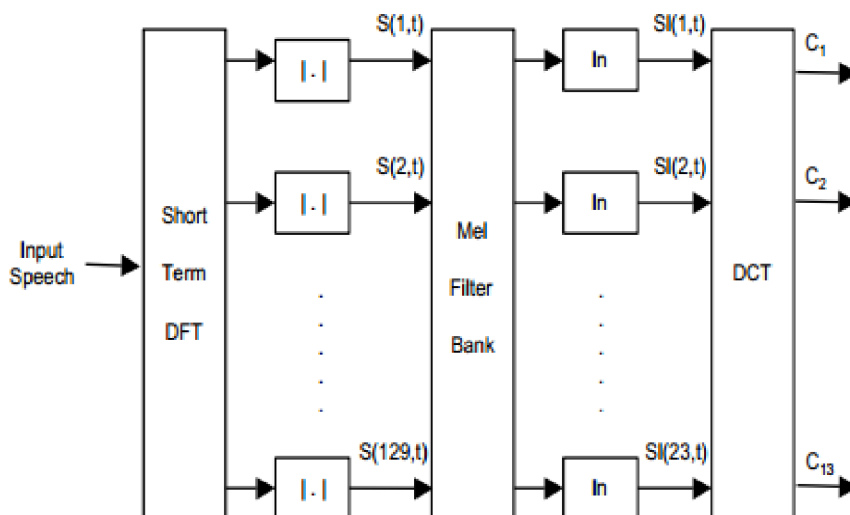 S(1,t)
Sl(1,t)
C1
| . |
ln
S(2,t)
Sl(2,t)
C2
| . |
ln
Input
Speech
Short
Term
DFT
Mel
Filter
Bank
DCT
S(129,t)
Sl(23,t)
C13
| . |
ln